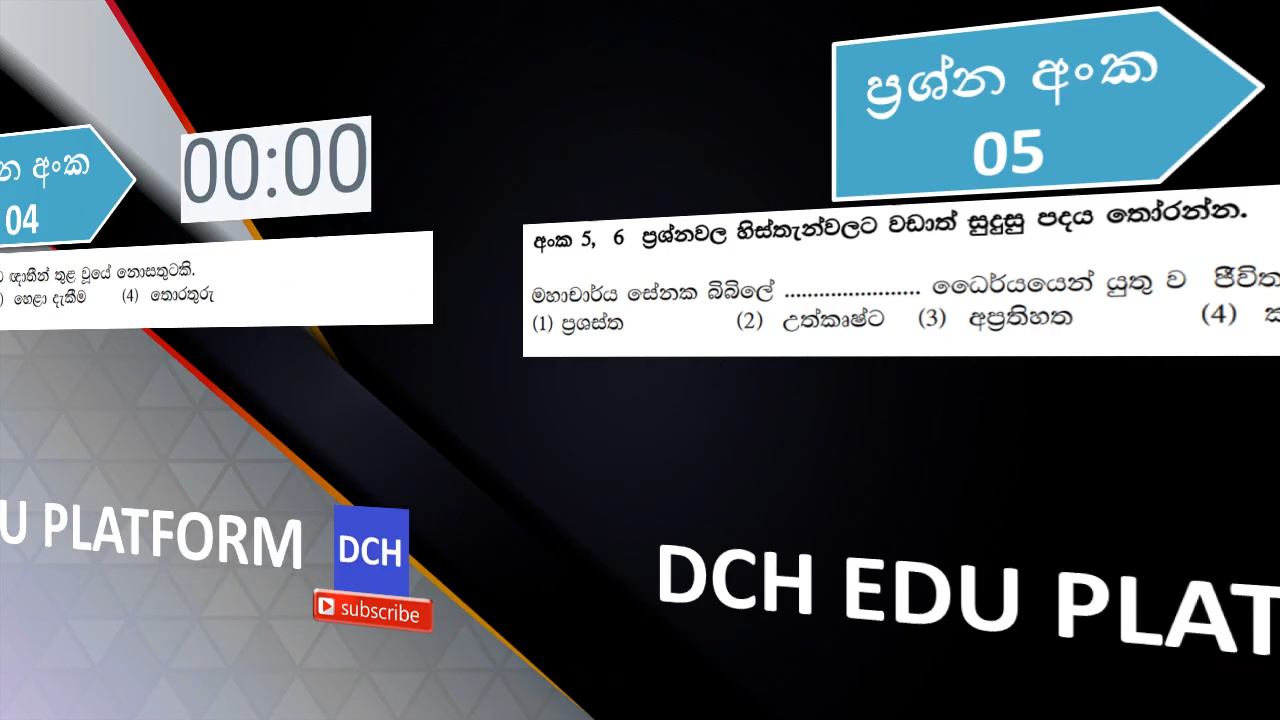 න අංක
04
00:00
ඥාතීන් තුළ වූයේ නොසතුටකි.
හෙළා දැකීම (4) තොරතුරු
U PLATFORM
DCH
subscribe
ප්‍රශ්න අංක
05
අංක 5, 6 ප්‍රශ්නවල හිස්තැන්වලට වඩාත් සුදුසු පදය තෝරන්න.
මහාචාර්ය සේනක බිබිලේ ....................... ධෛර්යයෙන් යුතු ව ජීවිත
(1) ප්‍රශස්ත (2) උත්කෘෂ්ට (3) අප්‍රතිහත (4)
DCH EDU PLAT